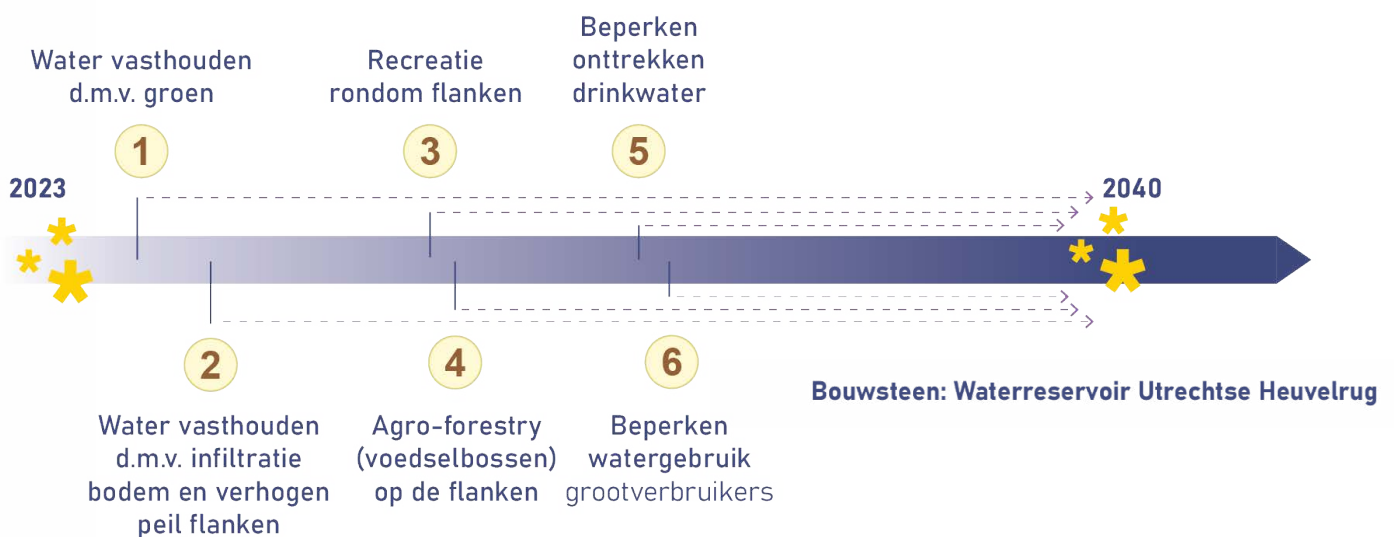 Water vasthouden
d.m.v. groen
1
Recreatie
rondom flanken
3
Beperken
onttrekken
drinkwater
5
2023
2040
2
Water vasthouden
d.m.v. infiltratie
bodem en verhogen
peil flanken
4
Agro-forestry
(voedselbossen)
op de flanken
6
Beperken
watergebruik
grootverbruikers
Bouwsteen: Waterreservoir Utrechtse Heuvelrug